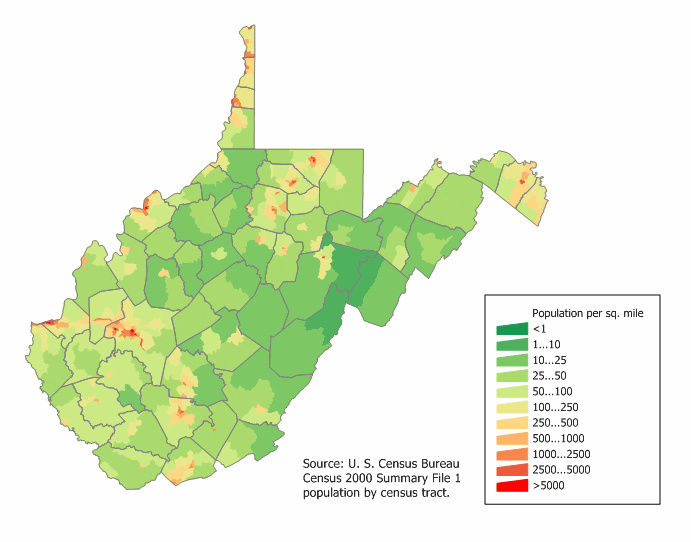 Population per sq. mile
<1
1...10
10...25
25...50
50...100
100...250
250...500
500...1000
1000...2500
2500...5000
>5000
Source: U. S. Census Bureau
Census 2000 Summary File 1
population by census tract.